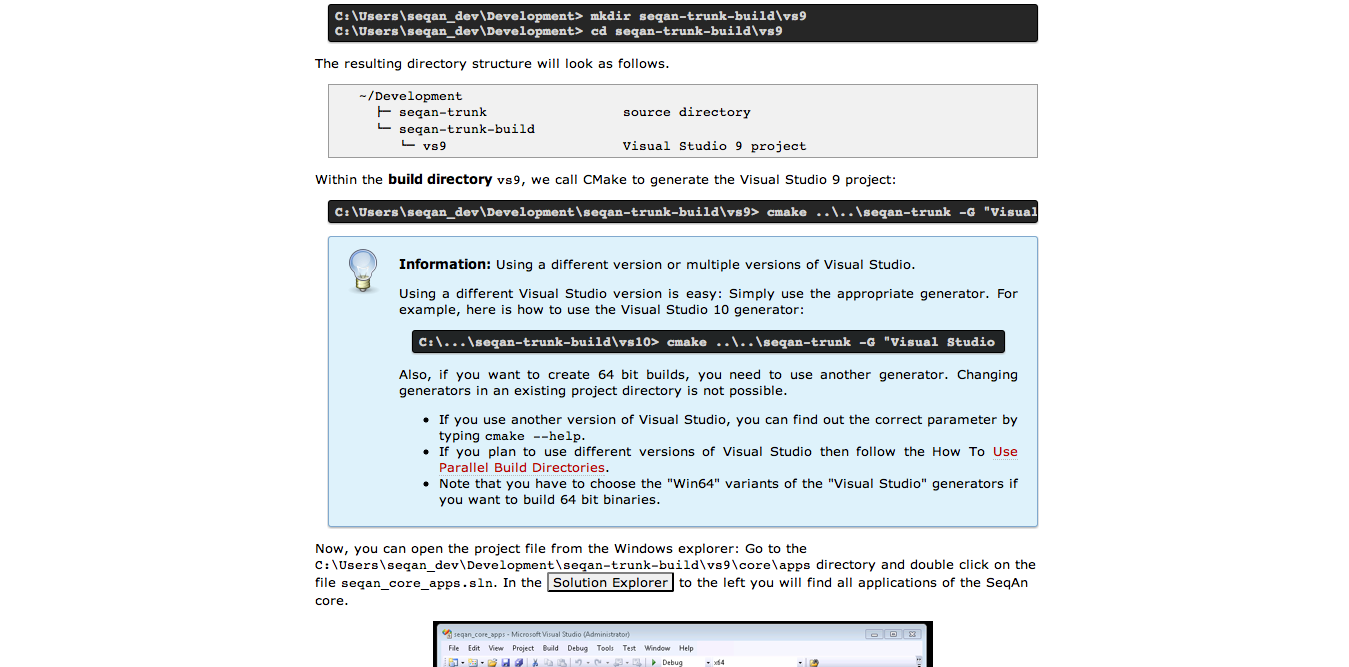 C:\Users\seqan_dev\Development> mkdir seqan-trunk-build\vs9
C:\Users\seqan_dev\Development> cd seqan-trunk-build\vs9
The resulting directory structure will look as follows.
~/Development
├─ seqan-trunk source directory
└─ seqan-trunk-build
└─ vs9 Visual Studio 9 project
Within the build directory vs9, we call CMake to generate the Visual Studio 9 project:
C:\Users\seqan_dev\Development\seqan-trunk-build\vs9> cmake ..\..\seqan-trunk -G "Visual
Information: Using a different version or multiple versions of Visual Studio.
Using a different Visual Studio version is easy: Simply use the appropriate generator. For
example, here is how to use the Visual Studio 10 generator:
C:\...\seqan-trunk-build\vs10> cmake ..\..\seqan-trunk -G "Visual Studio
Also, if you want to create 64 bit builds, you need to use another generator. Changing
generators in an existing project directory is not possible.
• If you use another version of Visual Studio, you can find out the correct parameter by
typing cmake --help.
• If you plan to use different versions of Visual Studio then follow the How To Use
Parallel Build Directories.
• Note that you have to choose the "Win64" variants of the "Visual Studio" generators if
you want to build 64 bit binaries.
Now, you can open the project file from the Windows explorer: Go to the
C:\Users\seqan_dev\Development\seqan-trunk-build\vs9\core\apps directory and double click on the
file seqan_core_apps.sln. In the Solution Explorer to the left you will find all applications of the SeqAn
core.
seqan_core_apps - Microsoft Visual Studio (Administrator)
File Edit View Project Build Debug Tools Test Window Help
Debug x64